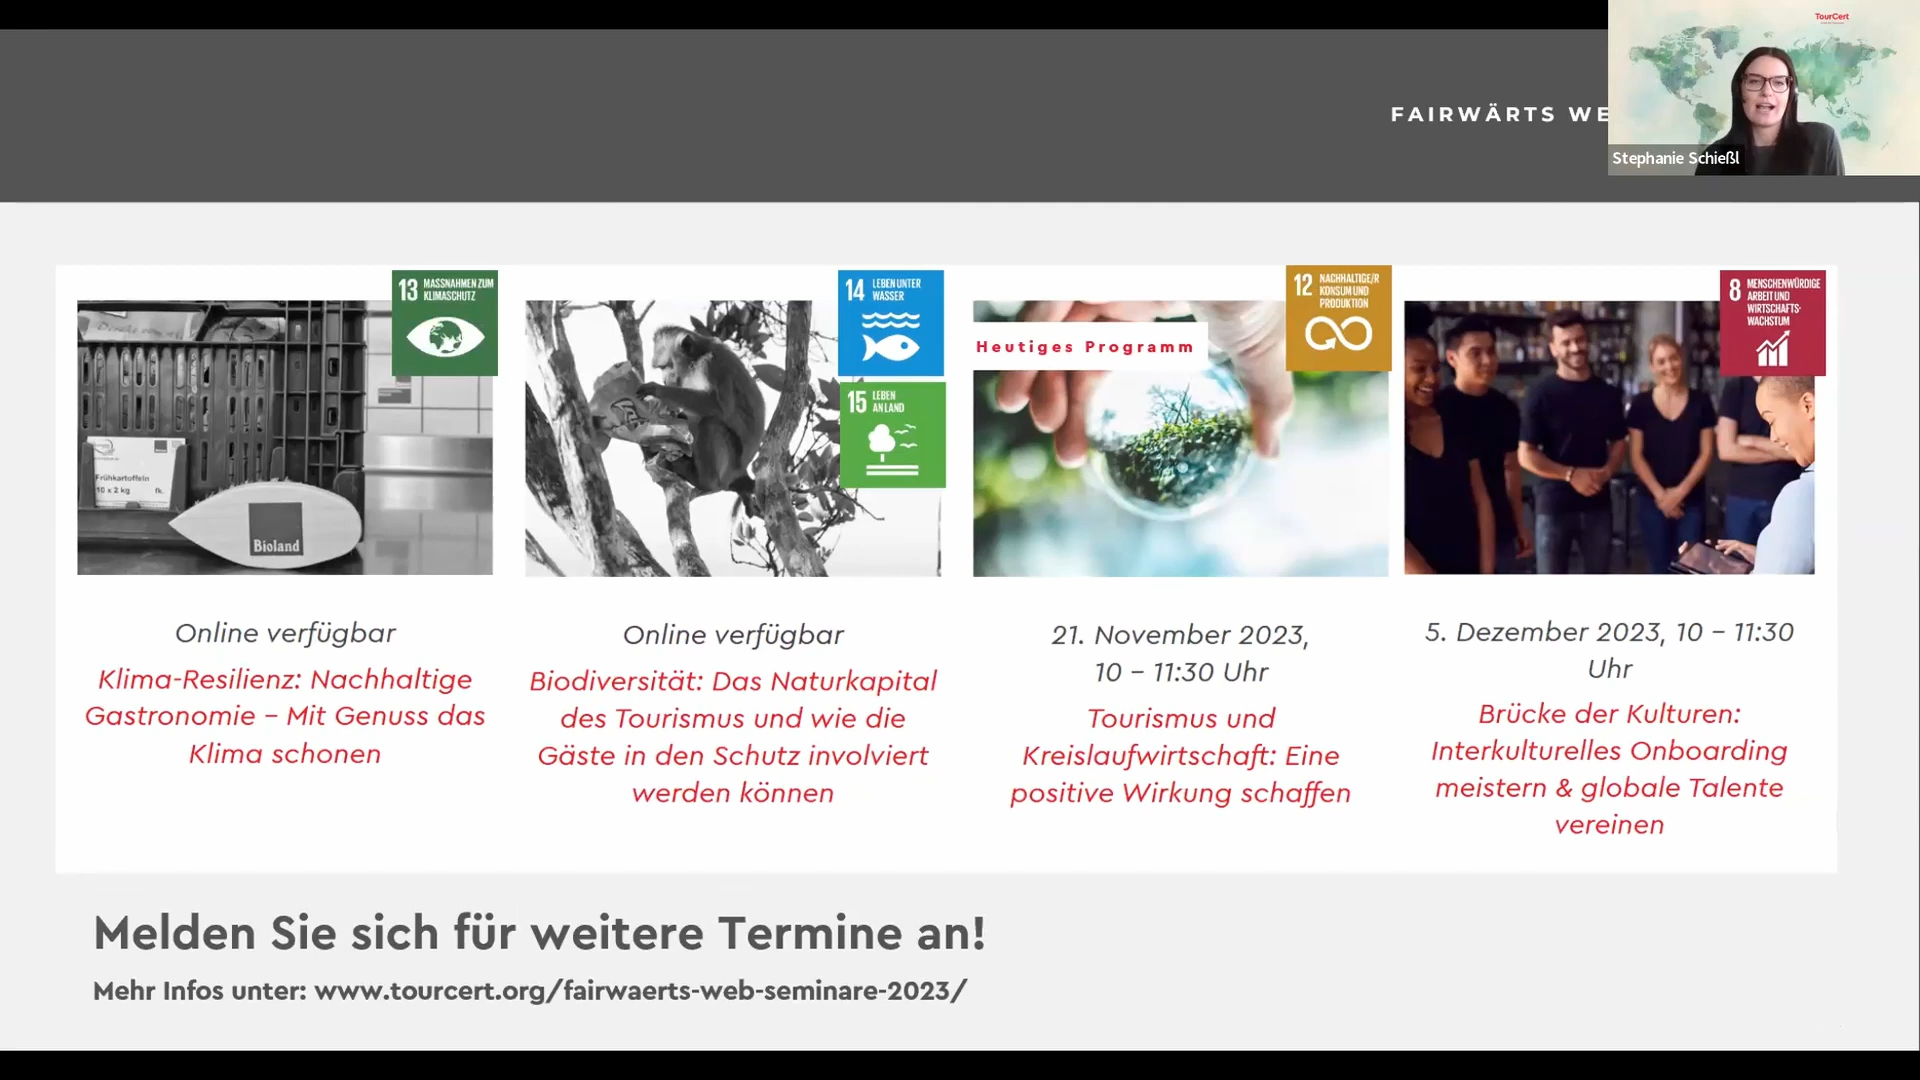 TourCert
FAIRWÄRTS WE
Stephanie Schießl
13 MASSNAHMEN ZUM
KLIMASCHUTZ
14 LEBEN UNTER
WASSER
15 LEBEN
AN LAND
Heutiges Programm
12 NACHHALTIGE/R
KONSUM UND
PRODUKTION
8 MENSCHENWÜRDIGE
ARBEIT UND
WIRTSCHAFTS-
WACHSTUM
Frühkartoffeln
10 x 2 kg fk.
Bioland
Online verfügbar
Klima-Resilienz: Nachhaltige
Gastronomie – Mit Genuss das
Klima schonen
Online verfügbar
Biodiversität: Das Naturkapital
des Tourismus und wie die
Gäste in den Schutz involviert
werden können
21. November 2023,
10 – 11:30 Uhr
Tourismus und
Kreislaufwirtschaft: Eine
positive Wirkung schaffen
5. Dezember 2023, 10 – 11:30
Uhr
Brücke der Kulturen:
Interkulturelles Onboarding
meistern & globale Talente
vereinen
Melden Sie sich für weitere Termine an!
Mehr Infos unter: www.tourcert.org/fairwaerts-web-seminare-2023/